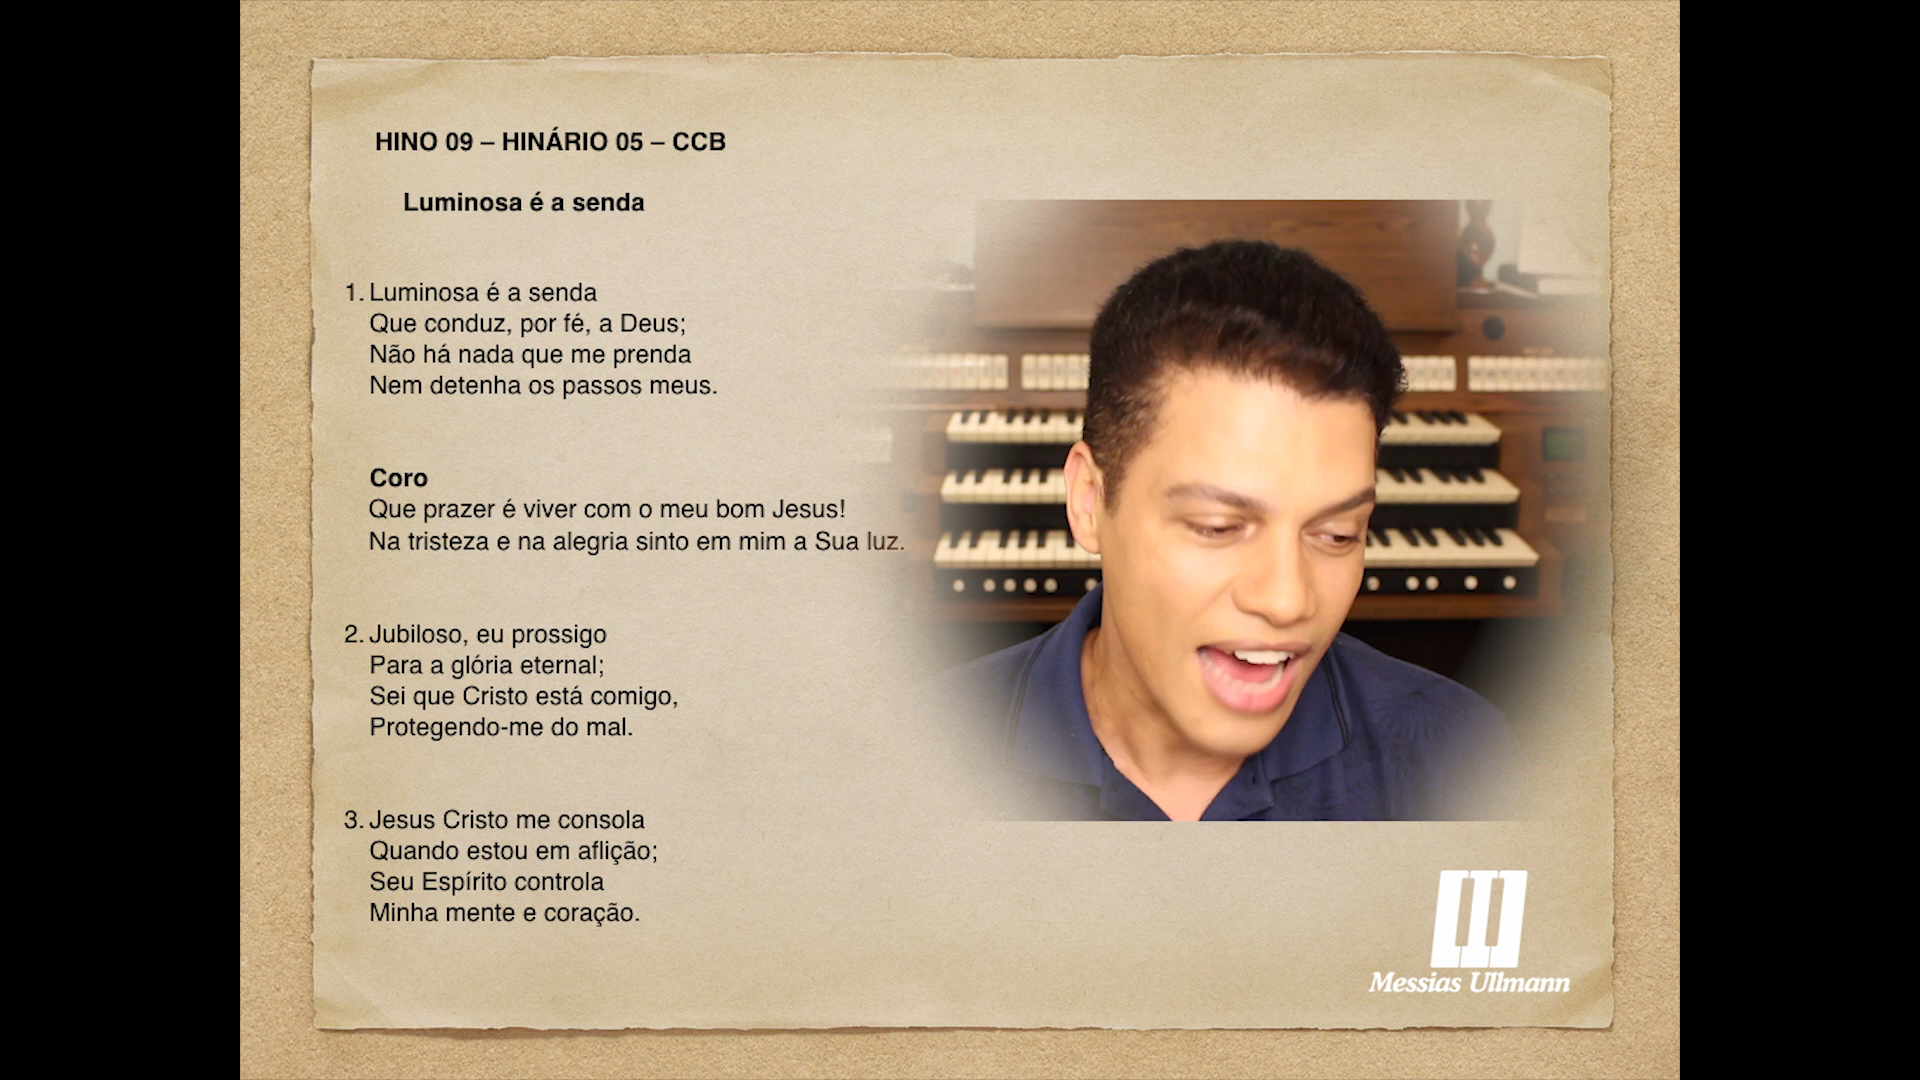 HINO 09 – HINÁRIO 05 – CCB
Luminosa é a senda
1. Luminosa é a senda
Que conduz, por fé, a Deus;
Não há nada que me prenda
Nem detenha os passos meus.
Coro
Que prazer é viver com o meu bom Jesus!
Na tristeza e na alegria sinto em mim a Sua luz.
2. Jubiloso, eu prossigo
Para a glória eternal;
Sei que Cristo está comigo,
Protegendo-me do mal.
3. Jesus Cristo me consola
Quando estou em aflição;
Seu Espírito controla
Minha mente e coração.
Messias Ullmann